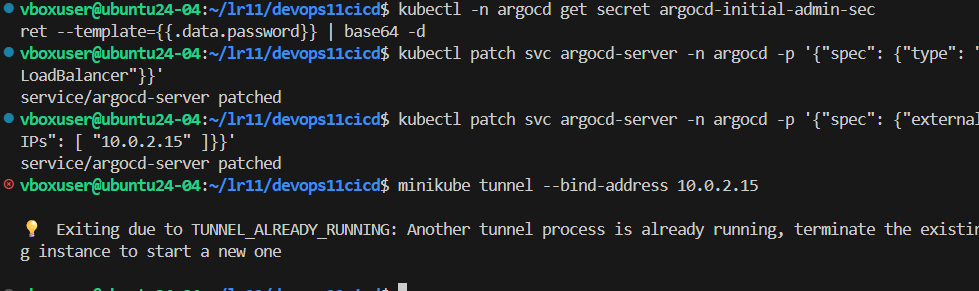 vboxuser@ubuntu24-04:~/lr11/devops11cicd$ kubectl -n argocd get secret argocd-initial-admin-sec
ret --template={{.data.password}} | base64 -d
vboxuser@ubuntu24-04:~/lr11/devops11cicd$ kubectl patch svc argocd-server -n argocd -p '{"spec": {"type": "
LoadBalancer"}}'
service/argocd-server patched
vboxuser@ubuntu24-04:~/lr11/devops11cicd$ kubectl patch svc argocd-server -n argocd -p '{"spec": {"external
IPs": [ "10.0.2.15" ]}}'
service/argocd-server patched
vboxuser@ubuntu24-04:~/lr11/devops11cicd$ minikube tunnel --bind-address 10.0.2.15
💡 Exiting due to TUNNEL_ALREADY_RUNNING: Another tunnel process is already running, terminate the existin
g instance to start a new one